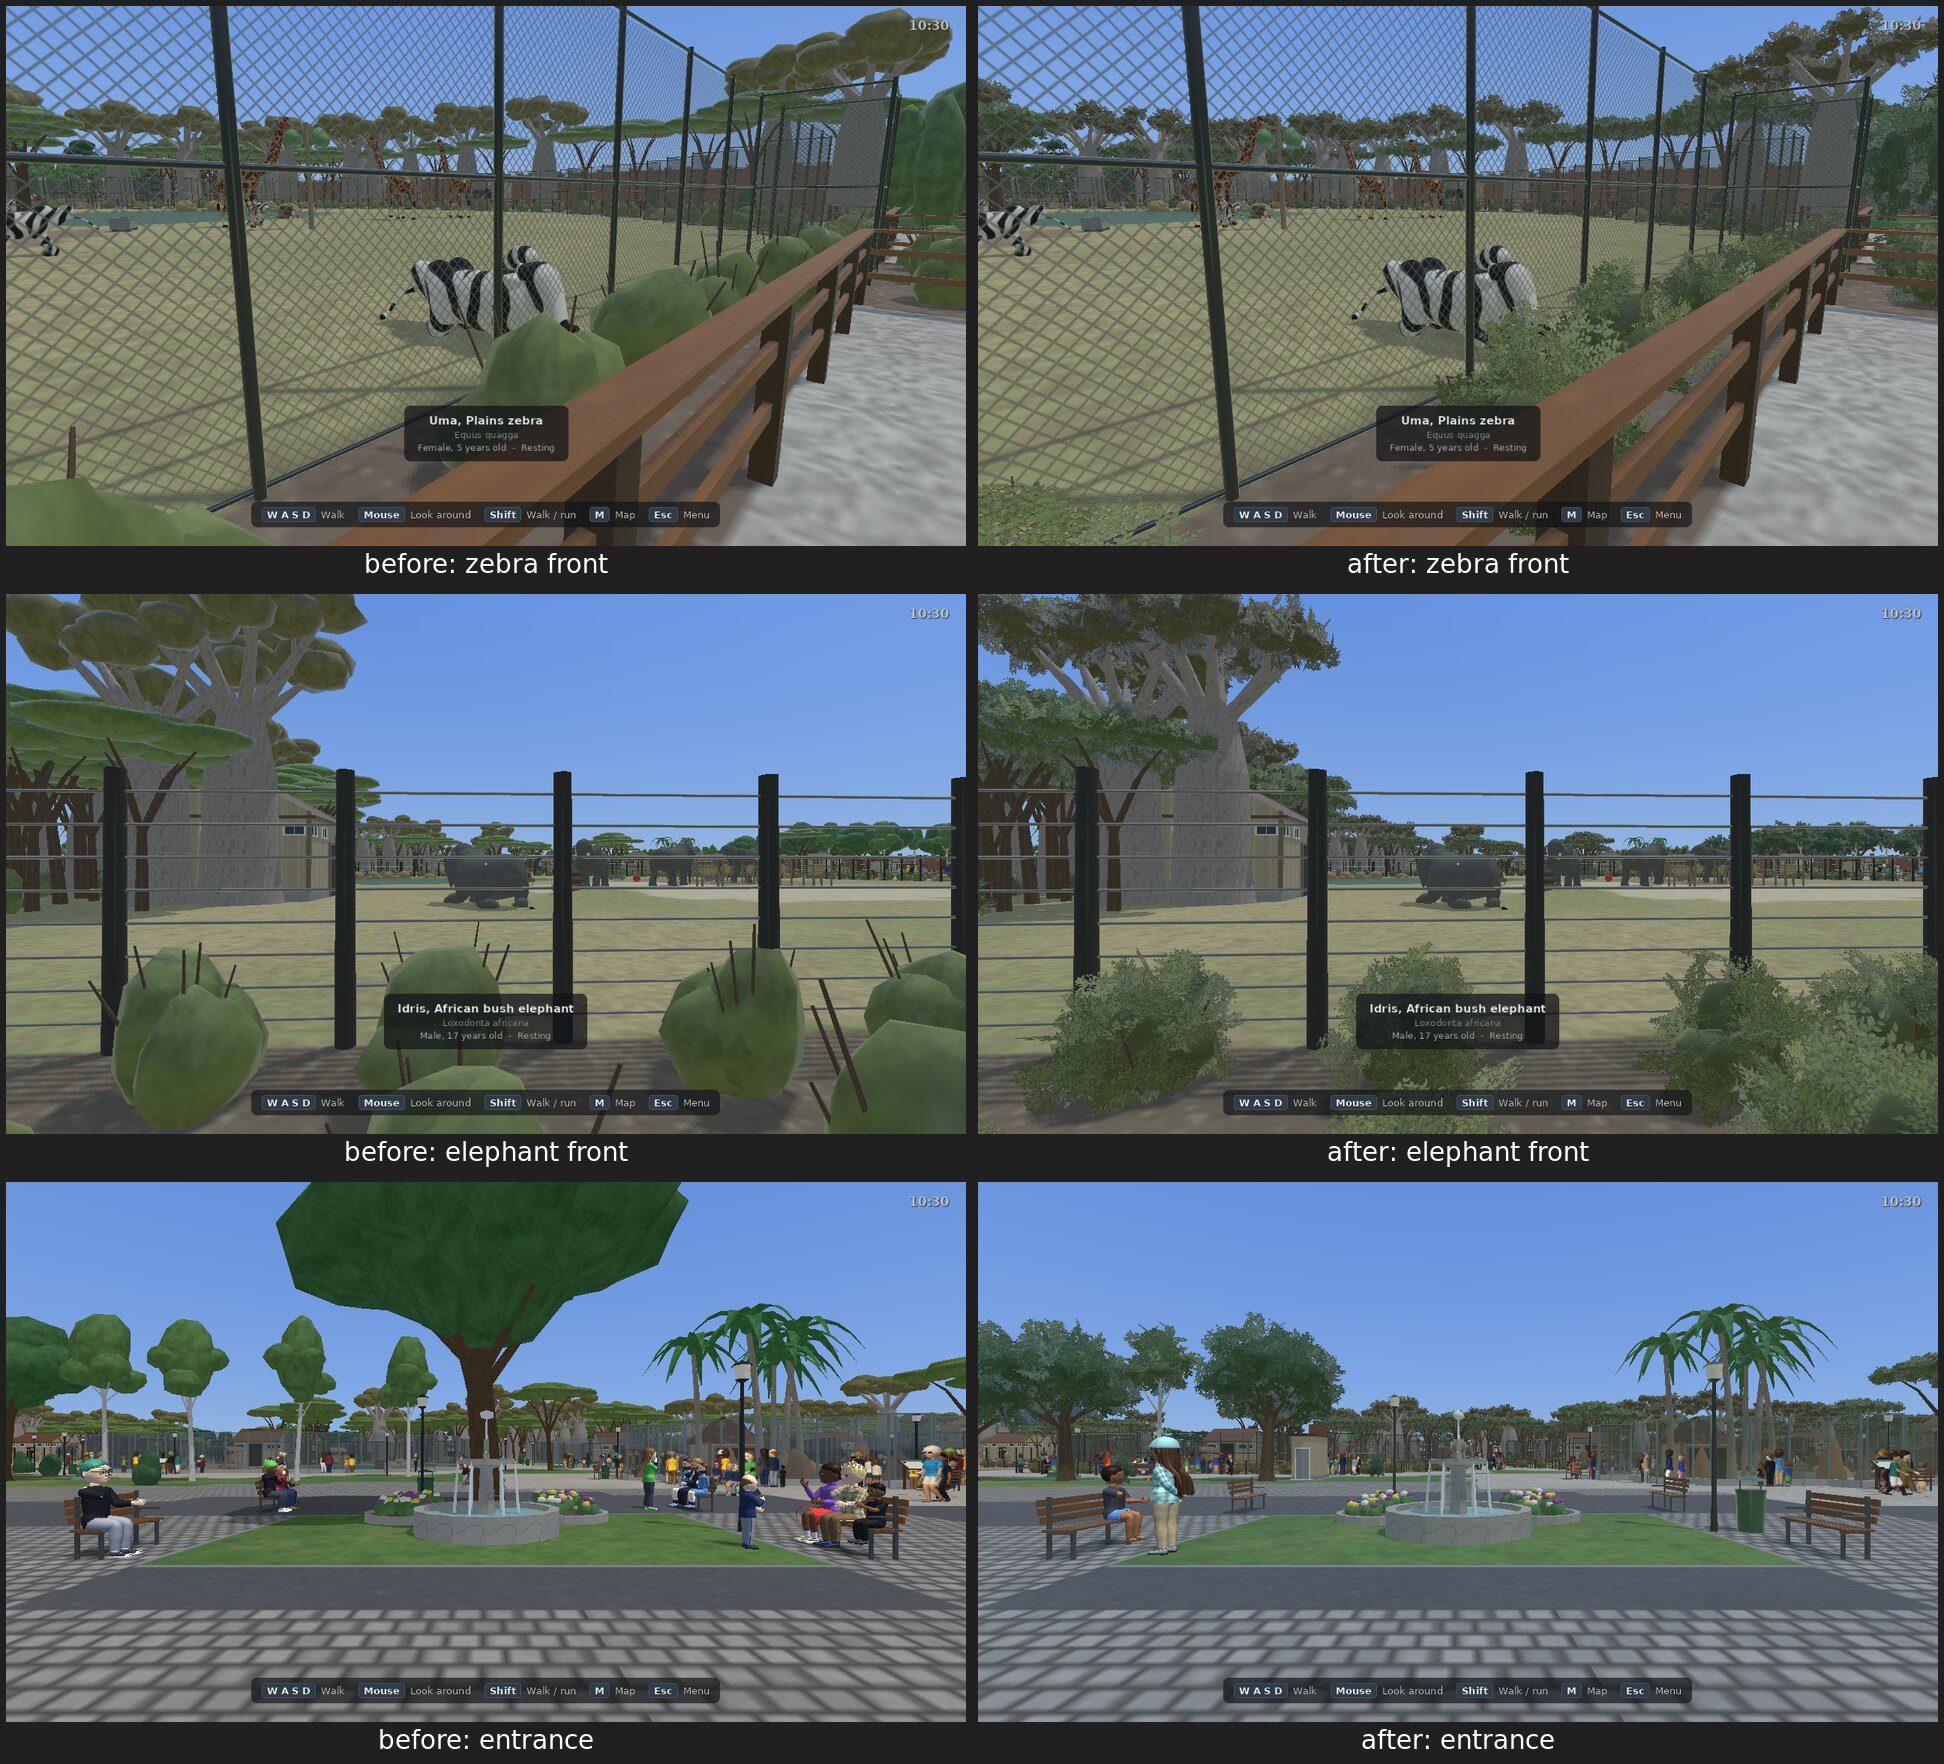 10:30
10:30
Uma, Plains zebra
Equus quagga
Female, 5 years old - Resting
Uma, Plains zebra
Equus quagga
Female, 5 years old - Resting
W A S D Walk Mouse Look around Shift Walk / run M Map Esc Menu
W A S D Walk Mouse Look around Shift Walk / run M Map Esc Menu
before: zebra front
after: zebra front
10:30
10:30
Idris, African bush elephant
Loxodonta africana
Male, 17 years old - Resting
Idris, African bush elephant
Loxodonta africana
Male, 17 years old - Resting
W A S D Walk Mouse Look around Shift Walk / run M Map Esc Menu
W A S D Walk Mouse Look around Shift Walk / run M Map Esc Menu
before: elephant front
after: elephant front
10:30
10:30
W A S D Walk Mouse Look around Shift Walk / run M Map Esc Menu
W A S D Walk Mouse Look around Shift Walk / run M Map Esc Menu
before: entrance
after: entrance